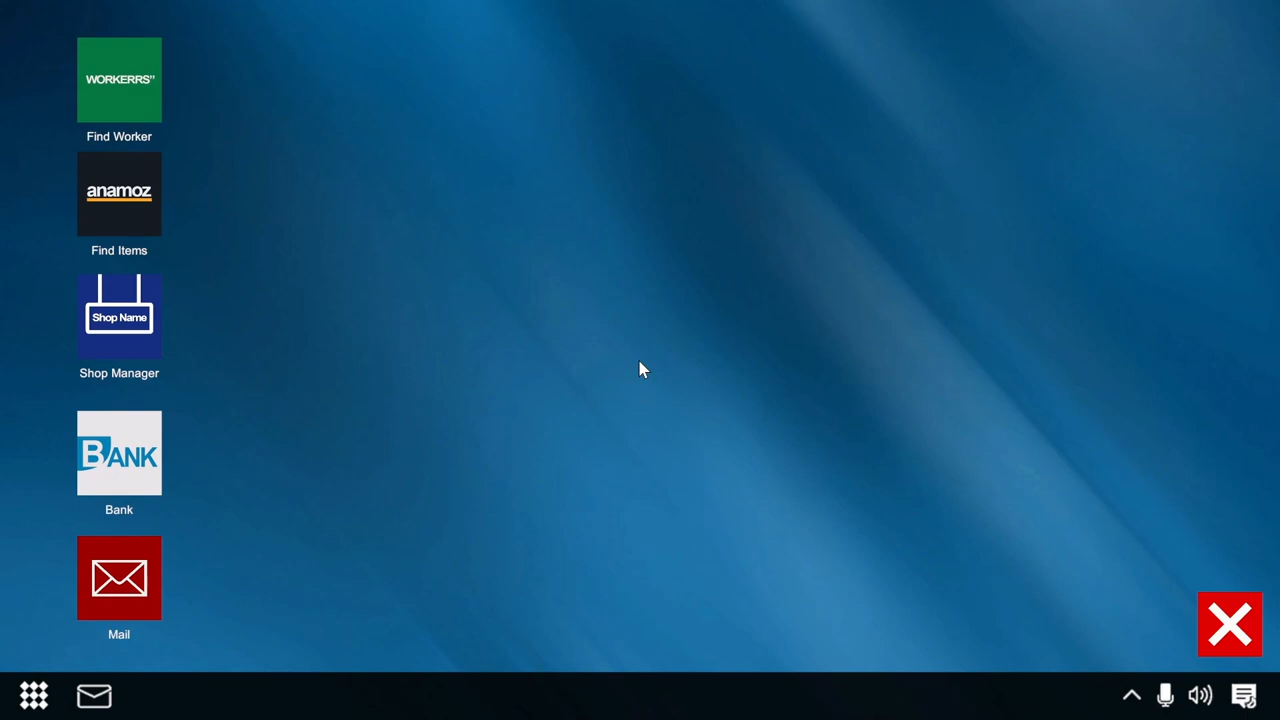 WORKERRS"
Find Worker
anamoz
Find Items
Shop Name
Shop Manager
BANK
Bank
Mail